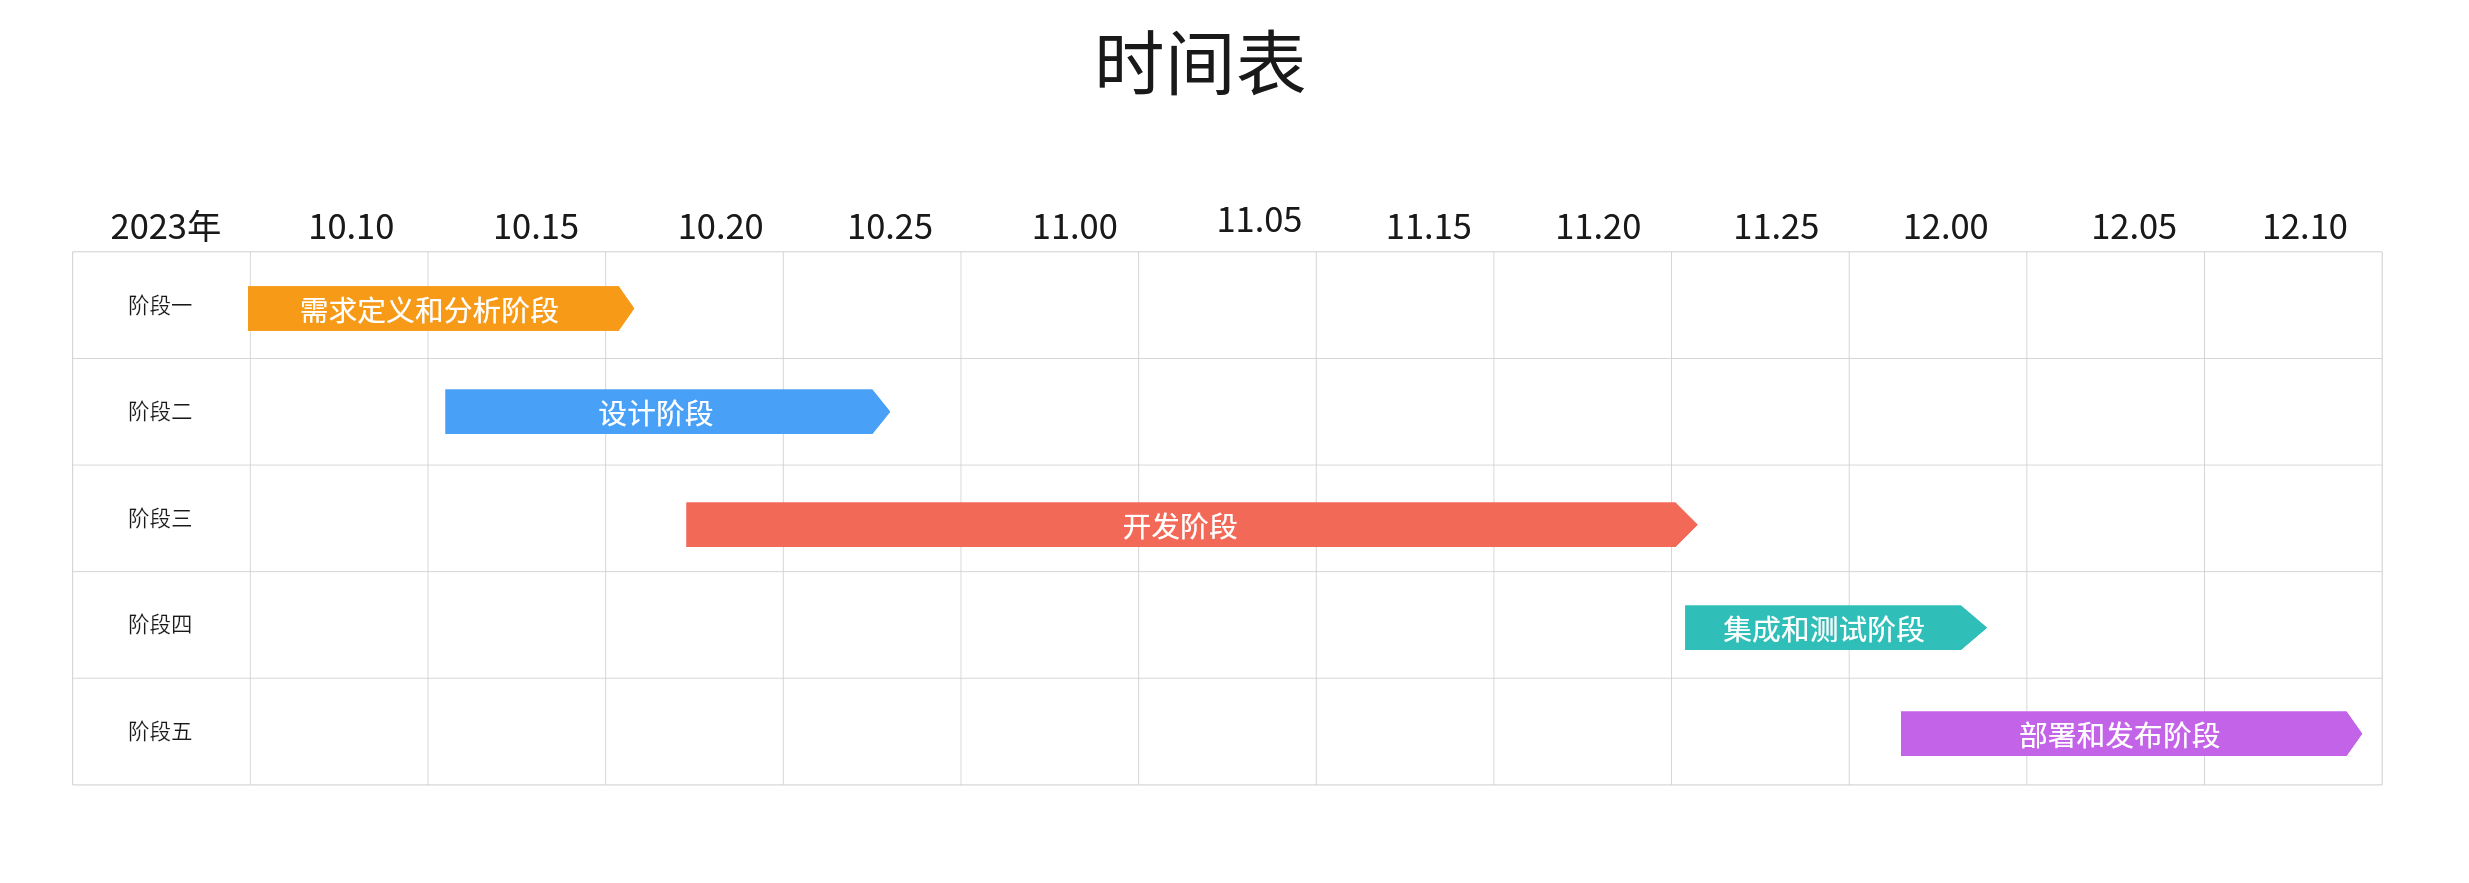 时间表
2023年 10.10 10.15 10.20 10.25 11.00 11.05 11.15 11.20 11.25 12.00 12.05 12.10
阶段一 需求定义和分析阶段
阶段二 设计阶段
阶段三 开发阶段
阶段四 集成和测试阶段
阶段五 部署和发布阶段